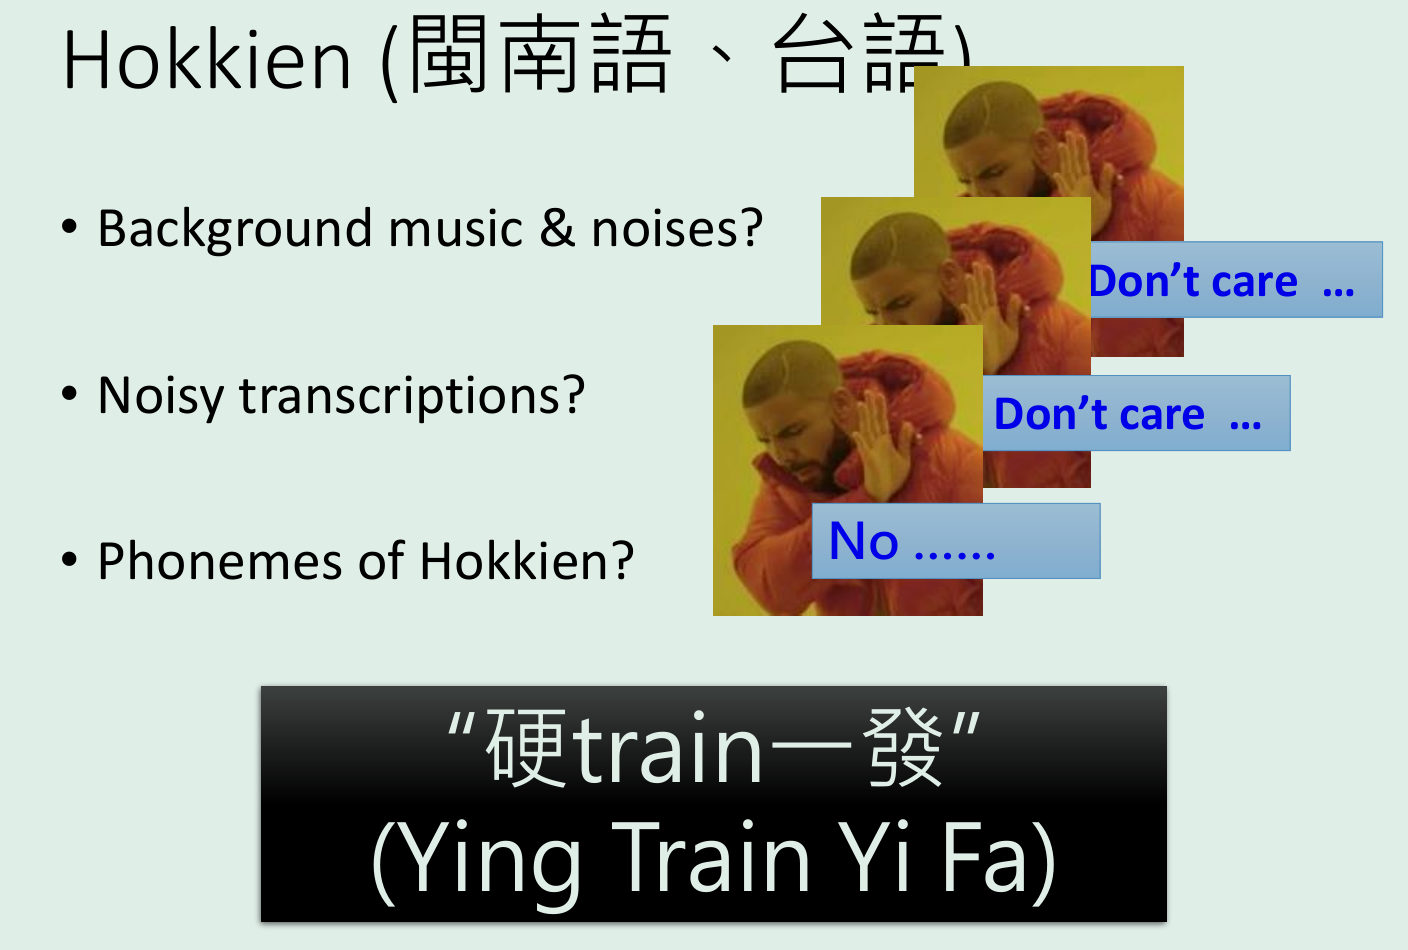 Hokkien (閩南語、台語)
• Background music & noises?
Don’t care …
• Noisy transcriptions?
Don’t care …
• Phonemes of Hokkien?
No ……
“硬train一發”
(Ying Train Yi Fa)